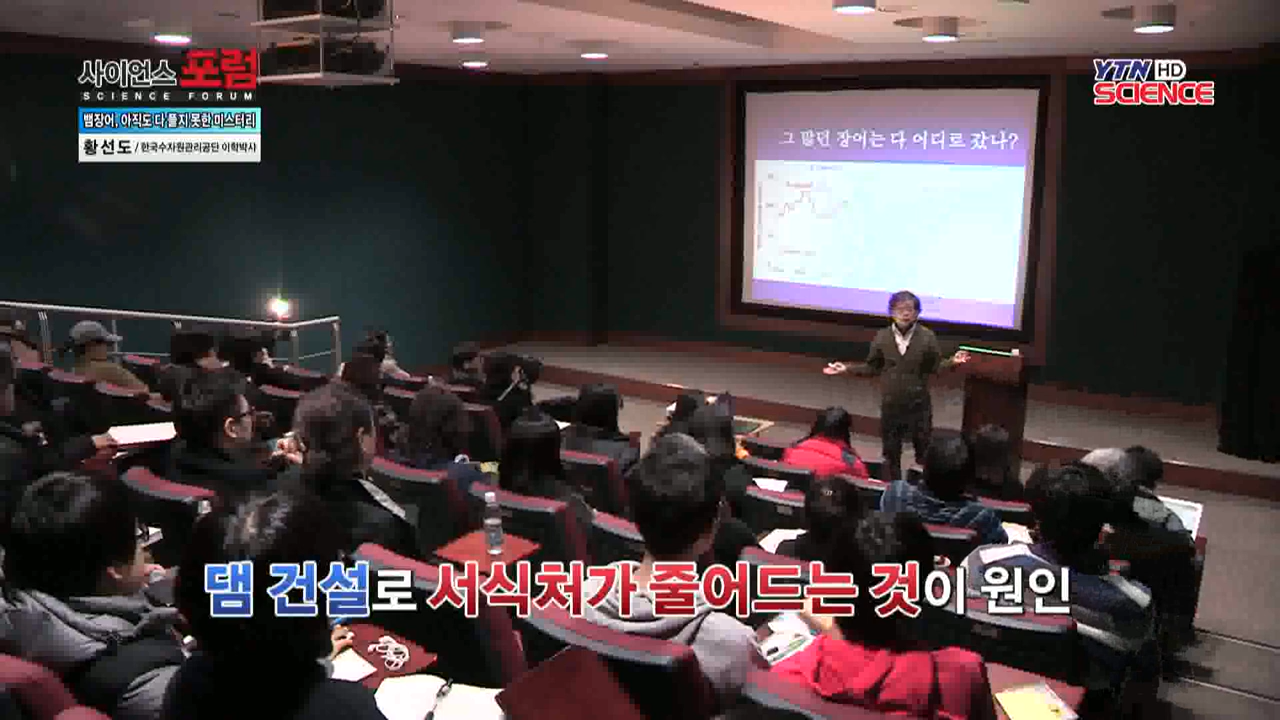 사이언스 포럼
SCIENCE FORUM
뱀장어, 아직도 다 풀지 못한 미스터리
황선도 / 한국수자원관리공단 이학박사
YTN HD
SCIENCE
그 많던 장어는 다 어디로 갔나?
댐 건설로 서식처가 줄어드는 것이 원인